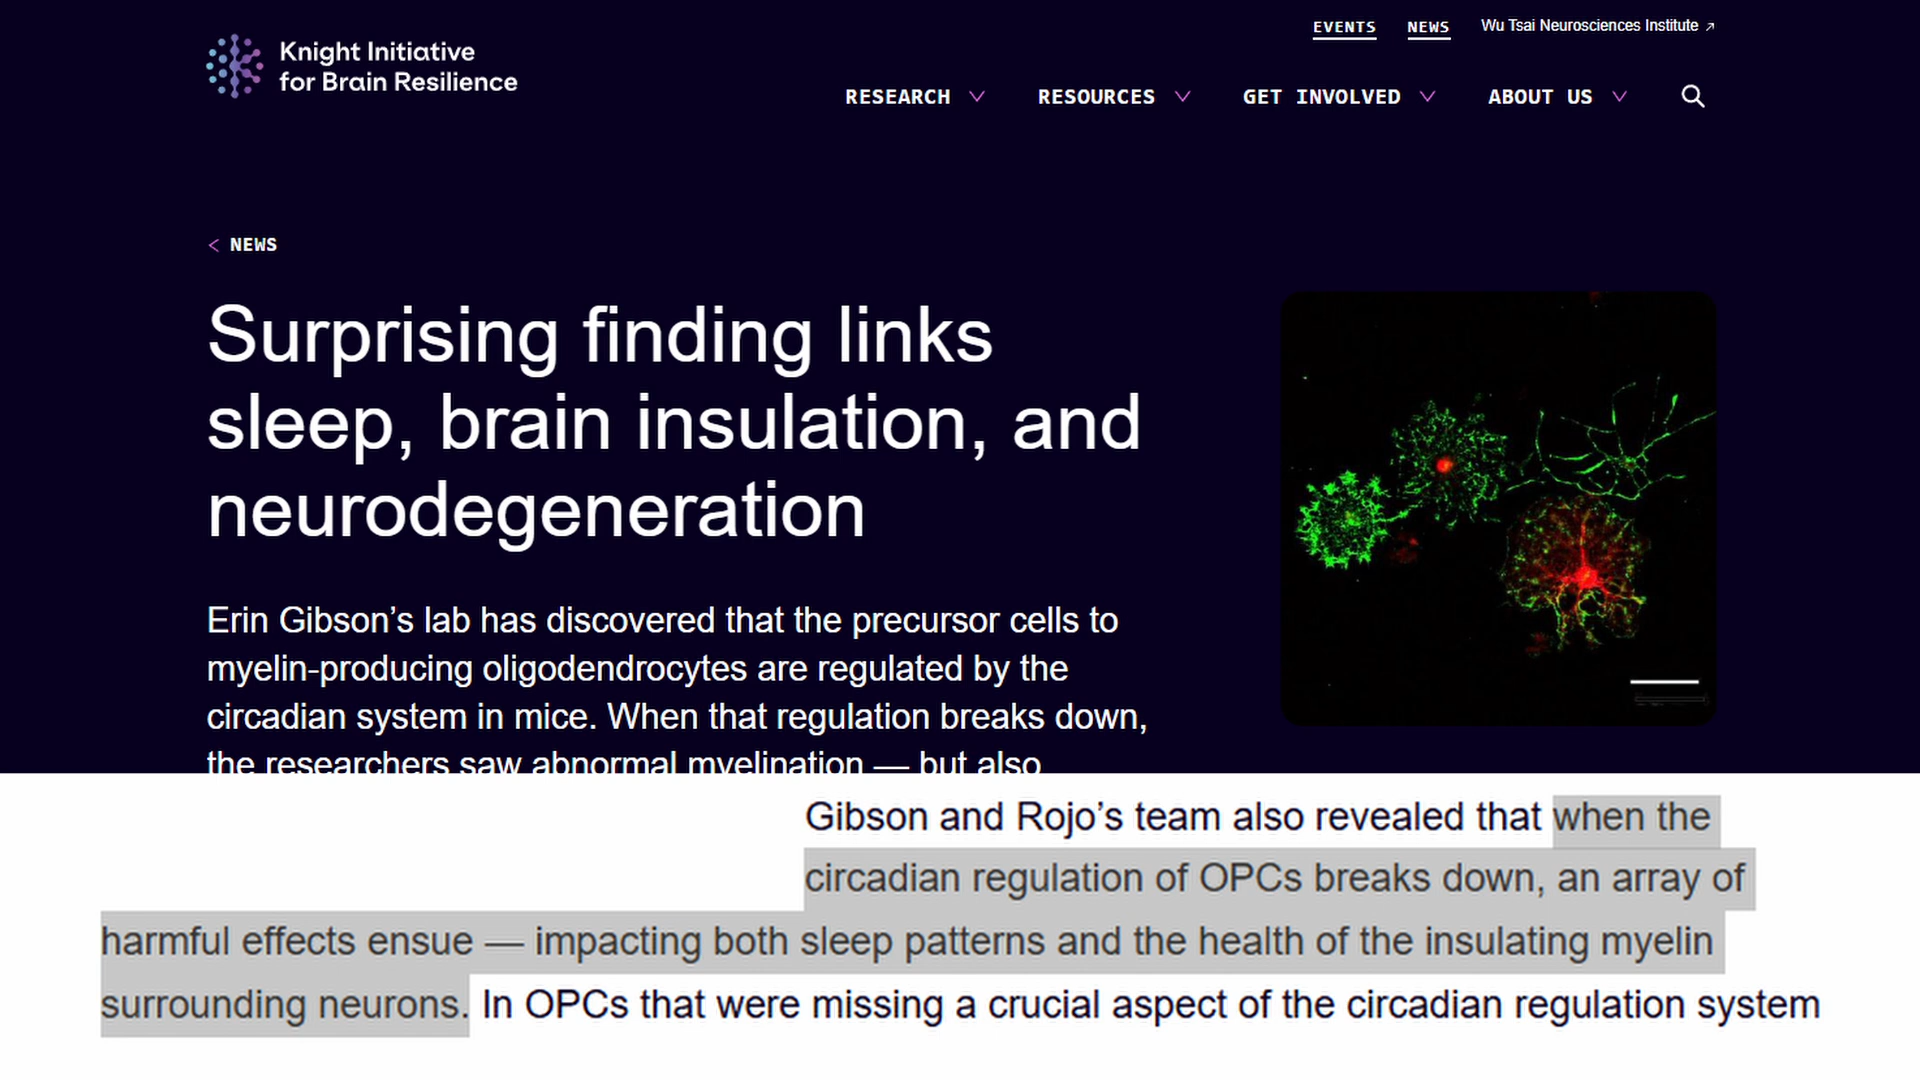 EVENTS NEWS Wu Tsai Neurosciences Institute ↗
Knight Initiative
for Brain Resilience
RESEARCH RESOURCES GET INVOLVED ABOUT US
< NEWS
Surprising finding links
sleep, brain insulation, and
neurodegeneration
Erin Gibson’s lab has discovered that the precursor cells to
myelin-producing oligodendrocytes are regulated by the
circadian system in mice. When that regulation breaks down,
the researchers saw abnormal myelination — but also
Gibson and Rojo’s team also revealed that when the
circadian regulation of OPCs breaks down, an array of
harmful effects ensue — impacting both sleep patterns and the health of the insulating myelin
surrounding neurons. In OPCs that were missing a crucial aspect of the circadian regulation system